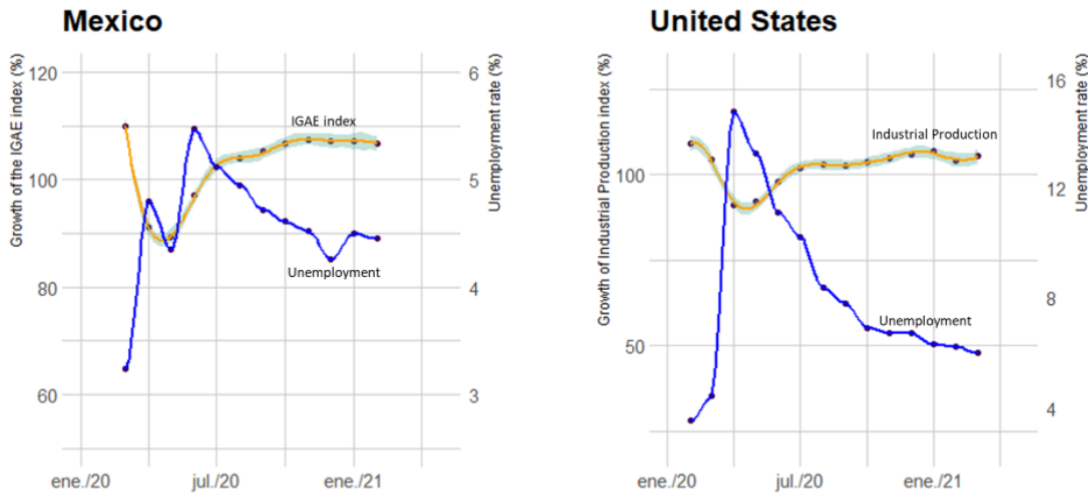 Mexico
Growth of the IGAE index (%)
120
100
80
60
6
5
4
3
Unemployment rate (%)
IGAE index
Unemployment
ene./20
jul./20
ene./21
United States
Growth of Industrial Production index (%)
100
50
16
12
8
4
Unemployment rate (%)
Industrial Production
Unemployment
ene./20
jul./20
ene./21